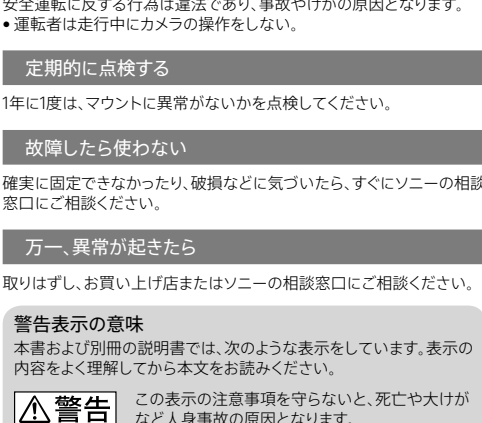 安全運転に反する行為は違法であり、事故やけがの原因となります。
• 運転者は走行中にカメラの操作をしない。
定期的に点検する
1年に1度は、マウントに異常がないかを点検してください。
故障したら使わない
確実に固定できなかったり、破損などに気づいたら、すぐにソニーの相談
窓口にご相談ください。
万一、異常が起きたら
取りはずし、お買い上げ店またはソニーの相談窓口にご相談ください。
警告表示の意味
本書および別冊の説明書では、次のような表示をしています。表示の
内容をよく理解してから本文をお読みください。
⚠警告
この表示の注意事項を守らないと、死亡や大けが
など人身事故の原因となります。